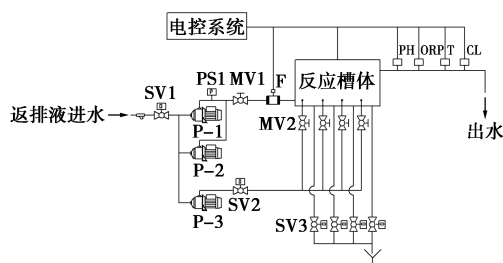 电控系统
PH ORP T CL
PS1 MV1 F
反应槽体
SV1
返排液进水
P-1
MV2
出水
P-2
P-3
SV2
SV3